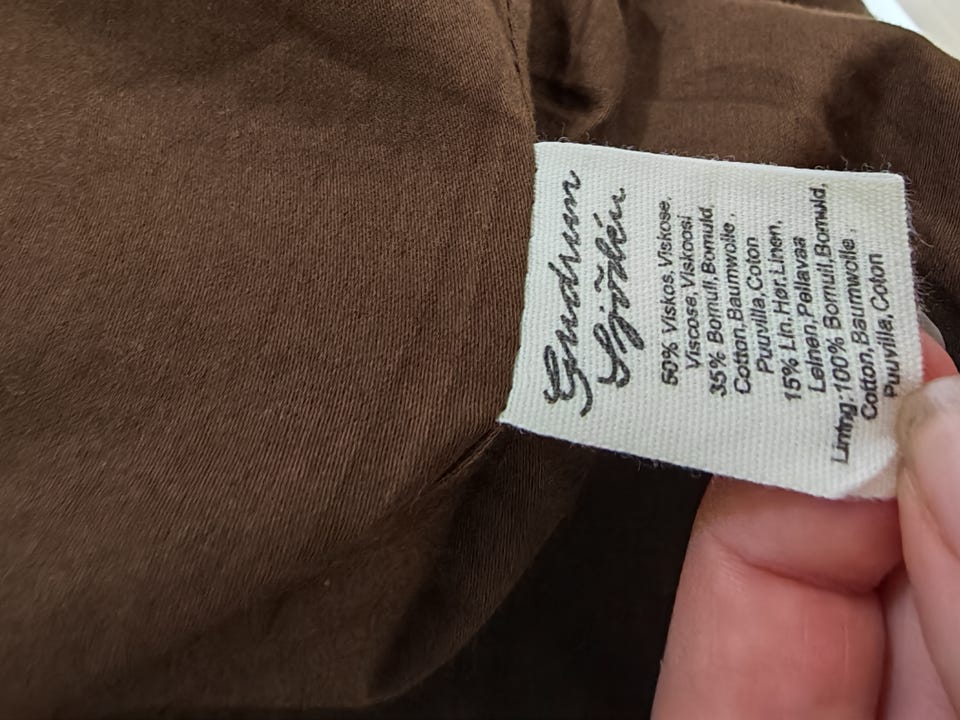 Gudrun
Sjödén.
50% Viskos,Viskose,
Viscose,Viskoosi
35% Bomull,Bomuld,
Cotton,Baumwolle,
Puuvilla,Coton
15% Lin,Hør,Linen,
Leinen,Pellavaa
Lining:100% Bomull,Bomuld,
Cotton,Baumwolle,
Puuvilla,Coton